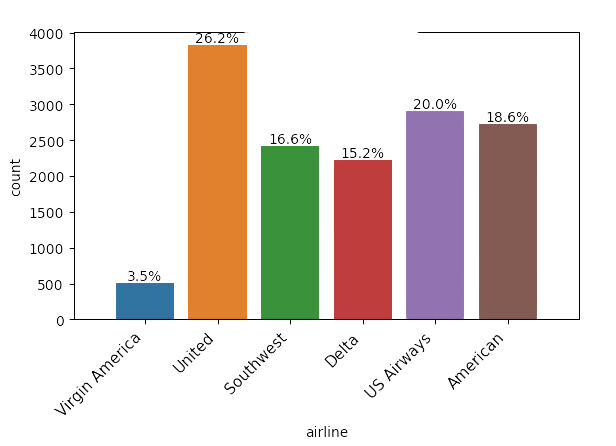 4000
3500
3000
2500
2000
1500
1000
500
0
count
26.2%
20.0%
18.6%
16.6%
15.2%
3.5%
Virgin America
United
Southwest
Delta
US Airways
American
airline